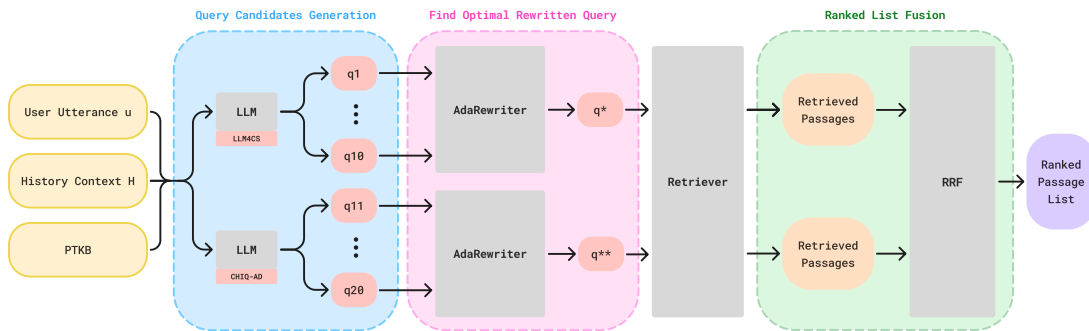 Query Candidates Generation
Find Optimal Rewritten Query
Ranked List Fusion
User Utterance u
History Context H
PTKB
LLM
LLM4CS
LLM
CHIQ-AD
q1
q10
q11
q20
AdaRewriter
AdaRewriter
q*
q**
Retriever
Retrieved
Passages
Retrieved
Passages
RRF
Ranked
Passage
List